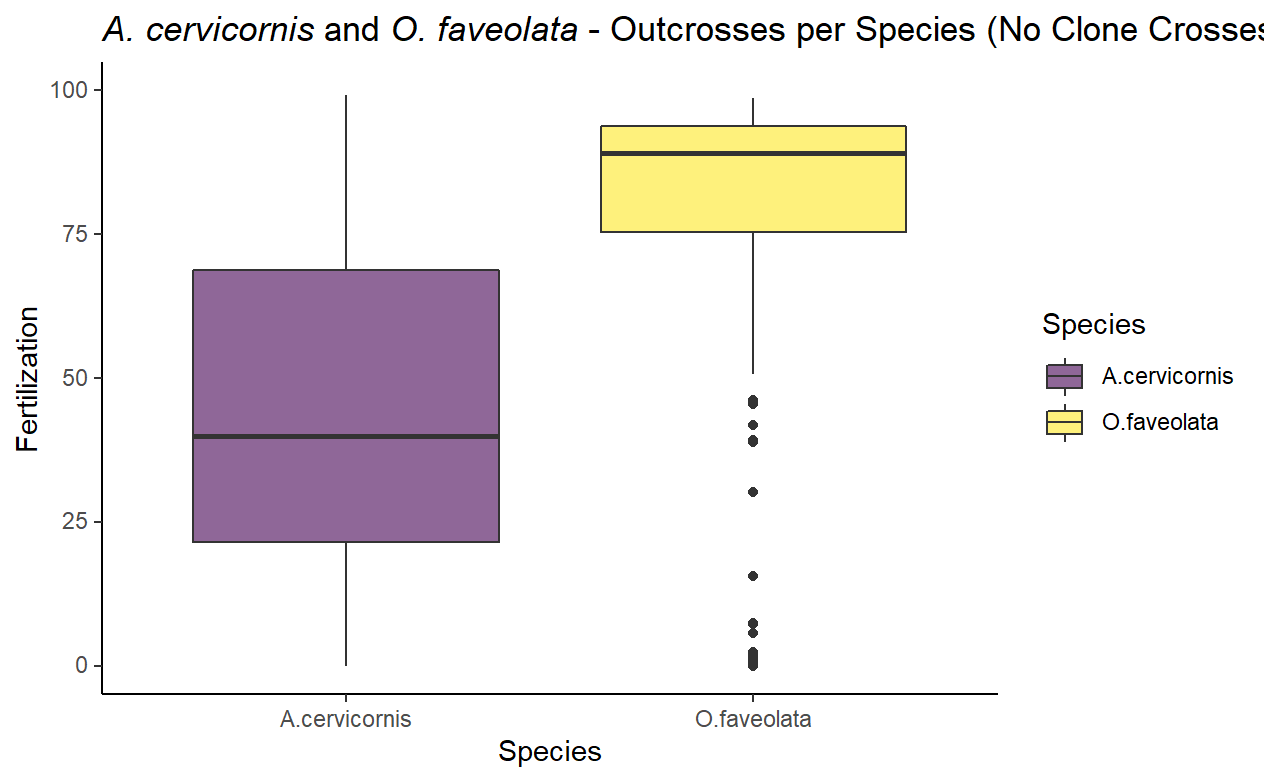 A. cervicornis and O. faveolata - Outcrosses per Species (No Clone Crosses
100
75
50
25
0
Fertilization
A.cervicornis
O.faveolata
Species
Species
A.cervicornis
O.faveolata